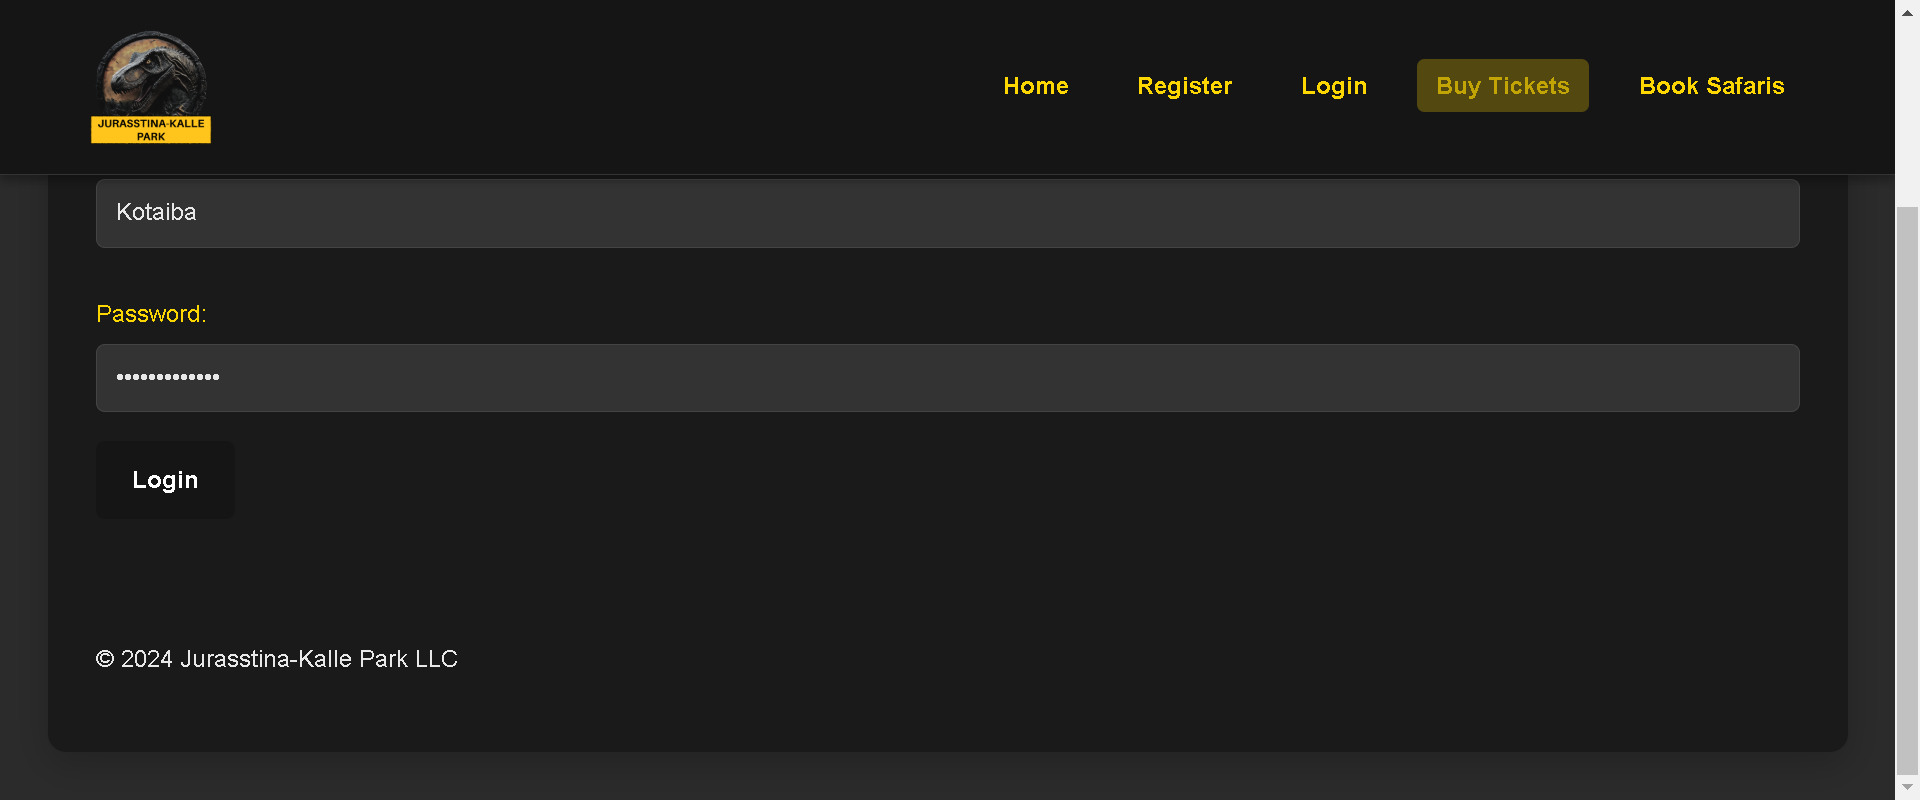 JURASSTINA-KALLE
PARK
Home
Register
Login
Buy Tickets
Book Safaris
Kotaiba
Password:
•••••••••••••
Login
© 2024 Jurasstina-Kalle Park LLC